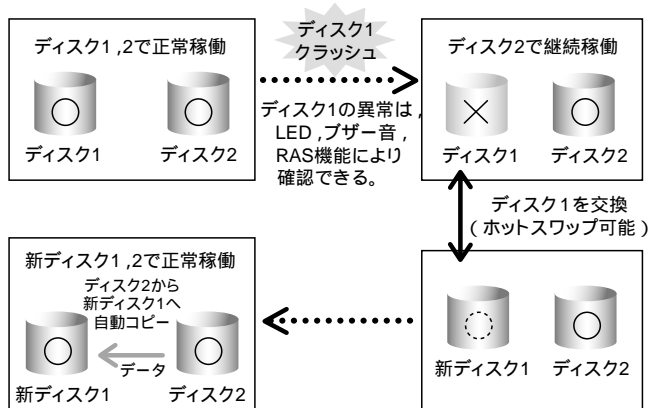 ディスク1,2で正常稼働
ディスク1
ディスク2
ディスク1
クラッシュ
ディスク1の異常は,
LED,ブザー音,
RAS機能により
確認できる。
ディスク2で継続稼働
ディスク1
ディスク2
ディスク1を交換
(ホットスワップ可能)
新ディスク1
ディスク2
新ディスク1,2で正常稼働
ディスク2から
新ディスク1へ
自動コピー
データ
新ディスク1
ディスク2